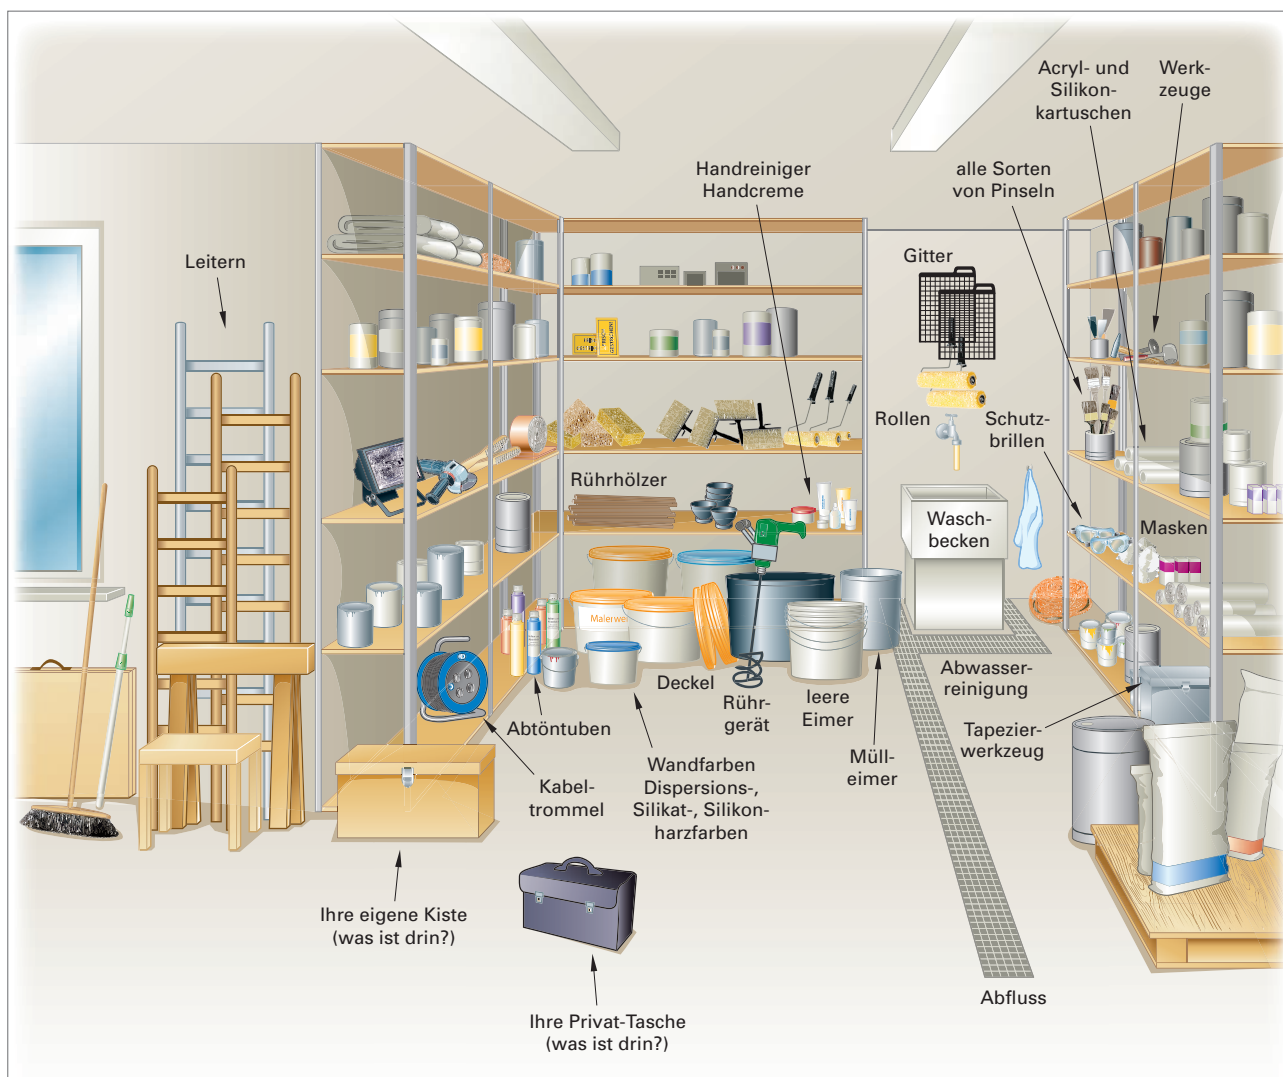 Acryl- und
Silikon-
kartuschen
Werk-
zeuge
Handreiniger
Handcreme
alle Sorten
von Pinseln
Leitern
Gitter
Rollen
Schutz-
brillen
Rührhölzer
Wasch-
becken
Masken
Malerwe
Deckel
Rühr-
gerät
leere
Eimer
Abwasser-
reinigung
Abtöntuben
Tapezier-
werkzeug
Müll-
eimer
Kabel-
trommel
Wandfarben
Dispersions-,
Silikat-, Silikon-
harzfarben
Ihre eigene Kiste
(was ist drin?)
Abfluss
Ihre Privat-Tasche
(was ist drin?)